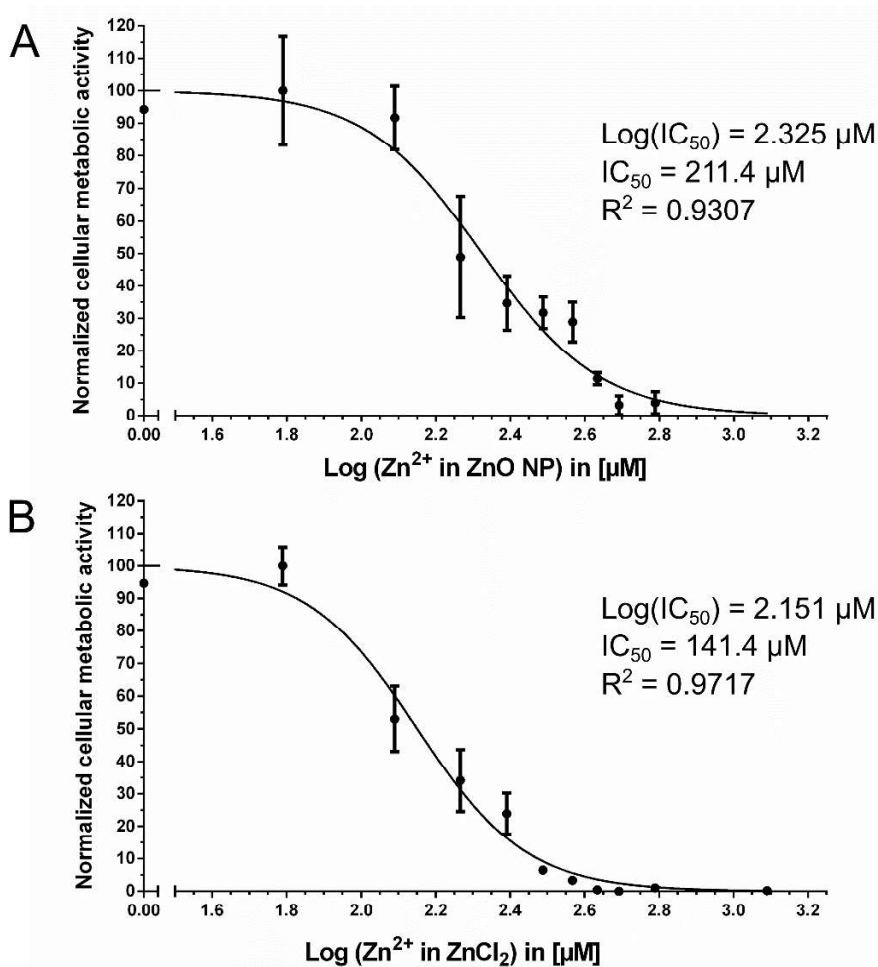 A
Normalized cellular metabolic activity
120
110
100
90
80
70
60
50
40
30
20
10
0
Log(IC₅₀) = 2.325 µM
IC₅₀ = 211.4 µM
R² = 0.9307
0.00 1.6 1.8 2.0 2.2 2.4 2.6 2.8 3.0 3.2
Log (Zn²⁺ in ZnO NP) in [µM]
B
Normalized cellular metabolic activity
120
110
100
90
80
70
60
50
40
30
20
10
0
Log(IC₅₀) = 2.151 µM
IC₅₀ = 141.4 µM
R² = 0.9717
0.00 1.6 1.8 2.0 2.2 2.4 2.6 2.8 3.0 3.2
Log (Zn²⁺ in ZnCl₂) in [µM]